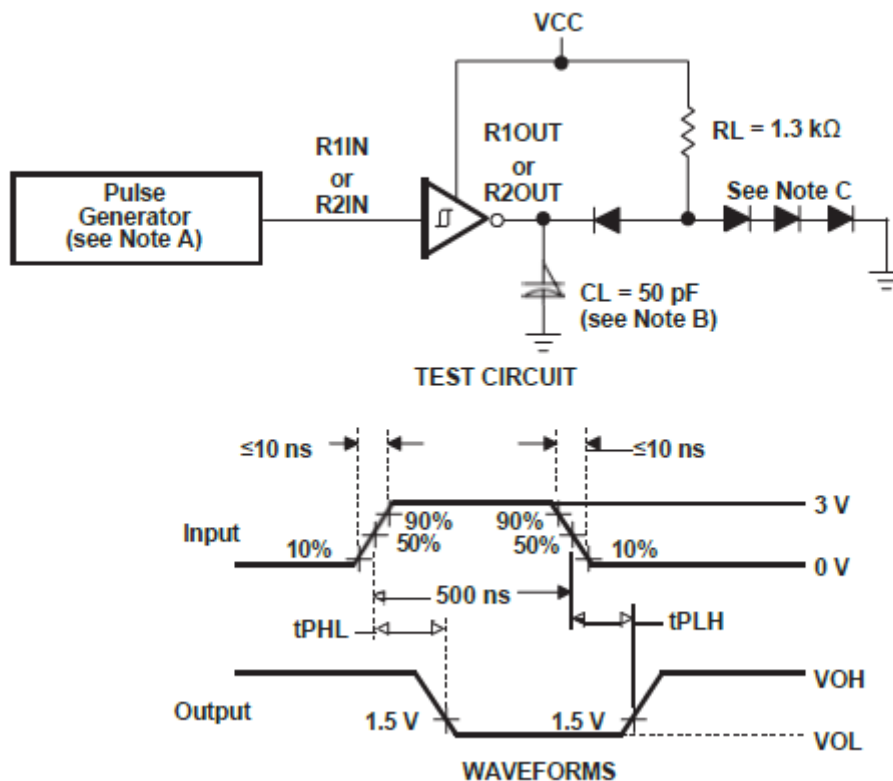 VCC
RL = 1.3 kΩ
R1IN
or
R2IN
R1OUT
or
R2OUT
See Note C
Pulse
Generator
(see Note A)
CL = 50 pF
(see Note B)
TEST CIRCUIT
≤10 ns
≤10 ns
Input
10%
90%
50%
90%
50%
10%
3 V
0 V
500 ns
tPHL
tPLH
Output
1.5 V
1.5 V
VOH
VOL
WAVEFORMS